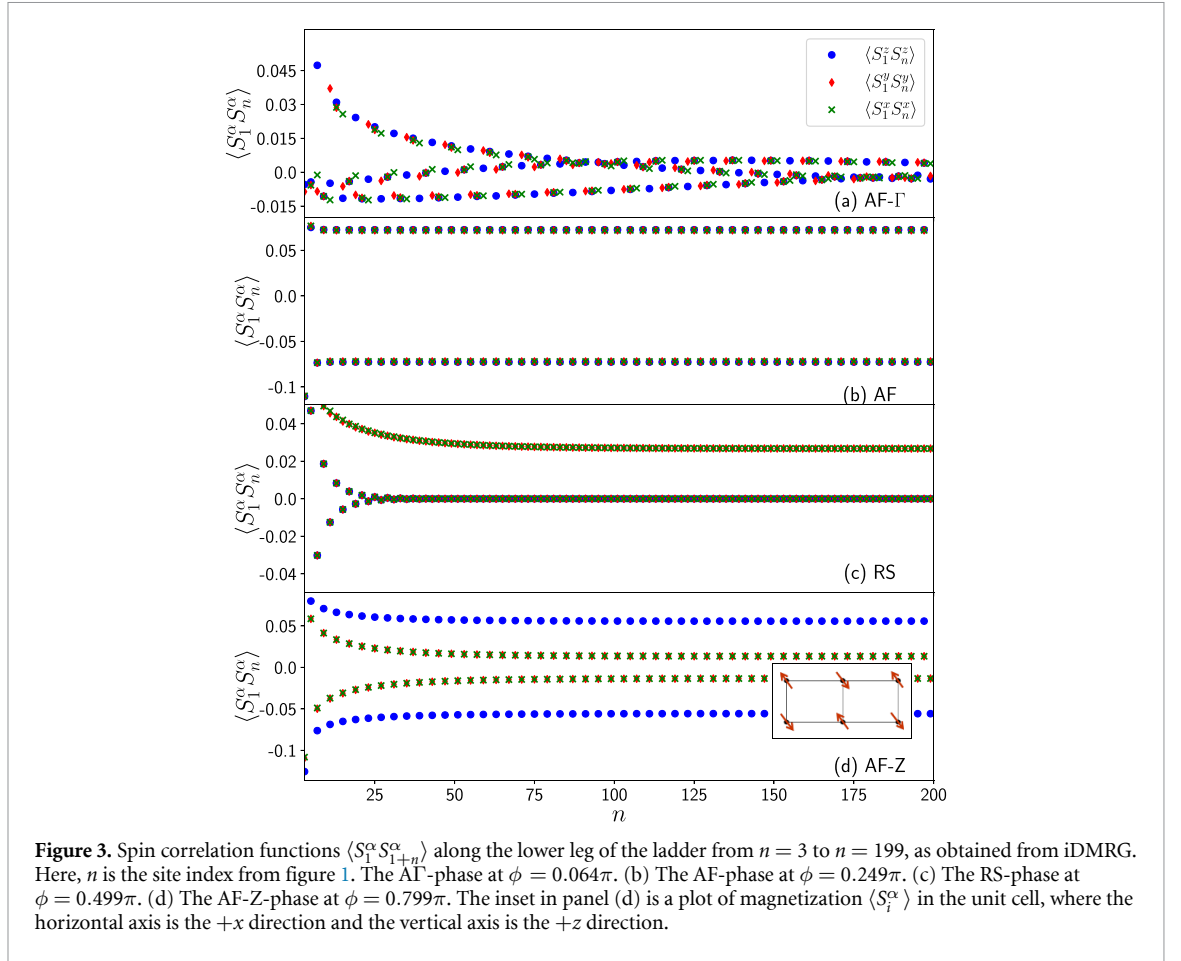 0.045
0.030
0.015
0.0
-0.015
⟨S₁^α S_n^α⟩
⟨S₁^z S_n^z⟩
⟨S₁^y S_n^y⟩
⟨S₁^x S_n^x⟩
(a) AF-Γ
0.05
0.0
-0.05
-0.1
⟨S₁^α S_n^α⟩
(b) AF
0.04
0.02
0.0
-0.02
-0.04
⟨S₁^α S_n^α⟩
(c) RS
0.05
0.0
-0.05
-0.1
⟨S₁^α S_n^α⟩
(d) AF-Z
25 50 75 100 125 150 175 200
n
Figure 3. Spin correlation functions ⟨S₁^α S_{1+n}^α⟩ along the lower leg of the ladder from n = 3 to n = 199, as obtained from iDMRG.
Here, n is the site index from figure 1. The AΓ-phase at ϕ = 0.064π. (b) The AF-phase at ϕ = 0.249π. (c) The RS-phase at
ϕ = 0.499π. (d) The AF-Z-phase at ϕ = 0.799π. The inset in panel (d) is a plot of magnetization ⟨S_i^α⟩ in the unit cell, where the
horizontal axis is the +x direction and the vertical axis is the +z direction.